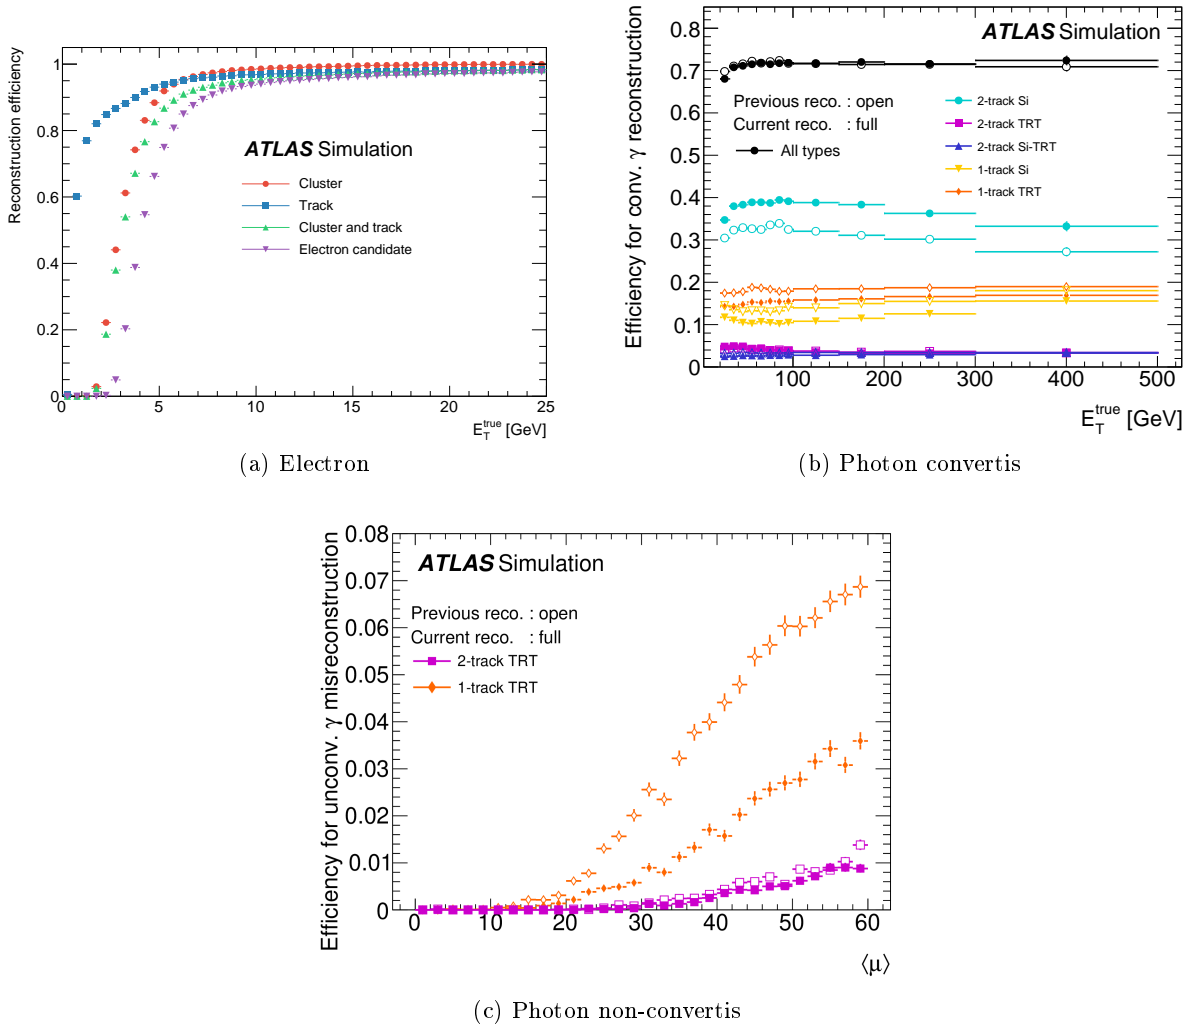 Reconstruction efficiency
1
0.8
0.6
0.4
0.2
0
ATLAS Simulation
Cluster
Track
Cluster and track
Electron candidate
0 5 10 15 20 25
E_T^true [GeV]
(a) Electron
Efficiency for conv. γ reconstruction
0.8
0.7
0.6
0.5
0.4
0.3
0.2
0.1
0
ATLAS Simulation
Previous reco. : open
Current reco. : full
All types
2-track Si
2-track TRT
2-track Si-TRT
1-track Si
1-track TRT
100 200 300 400 500
E_T^true [GeV]
(b) Photon convertis
Efficiency for unconv. γ misreconstruction
0.08
0.07
0.06
0.05
0.04
0.03
0.02
0.01
0
ATLAS Simulation
Previous reco. : open
Current reco. : full
2-track TRT
1-track TRT
0 10 20 30 40 50 60
⟨μ⟩
(c) Photon non-convertis